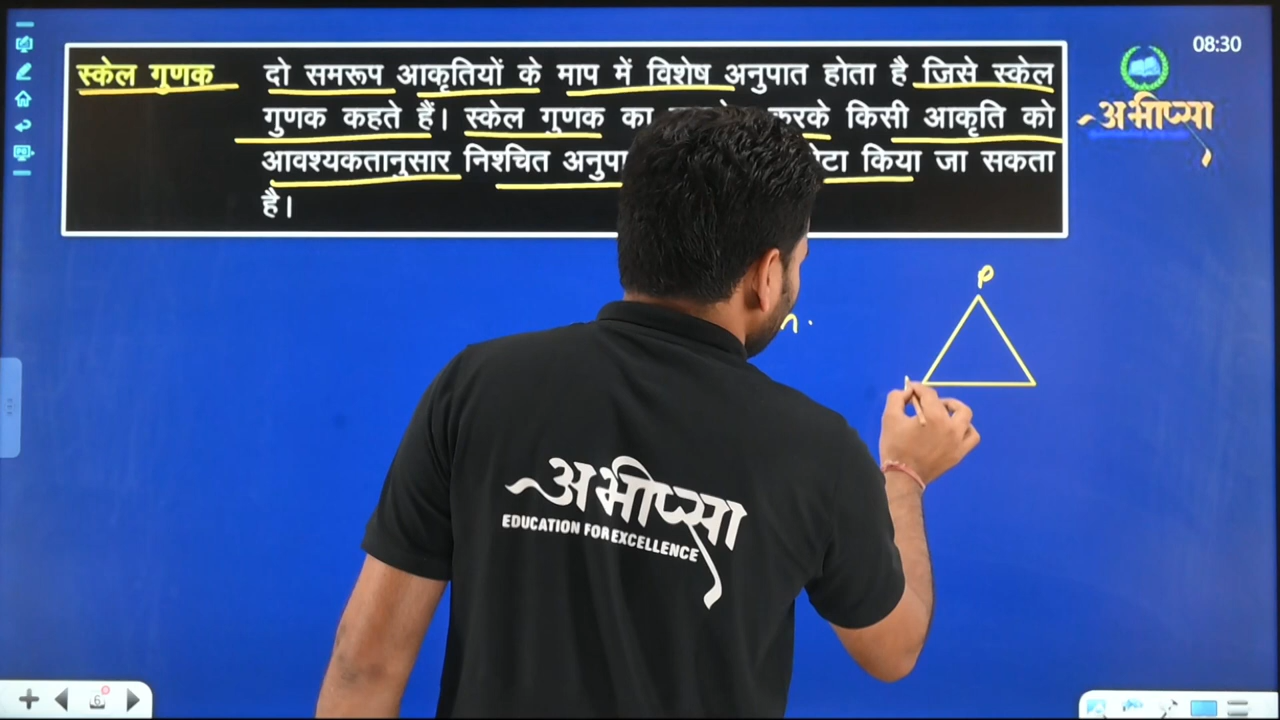 08:30
स्केल गुणक दो समरूप आकृतियों के माप में विशेष अनुपात होता है जिसे स्केल
गुणक कहते हैं। स्केल गुणक का करके किसी आकृति को
आवश्यकतानुसार निश्चित किया जा सकता
है।
अभीप्सा
P
अभीप्सा
EDUCATION FOR EXCELLENCE